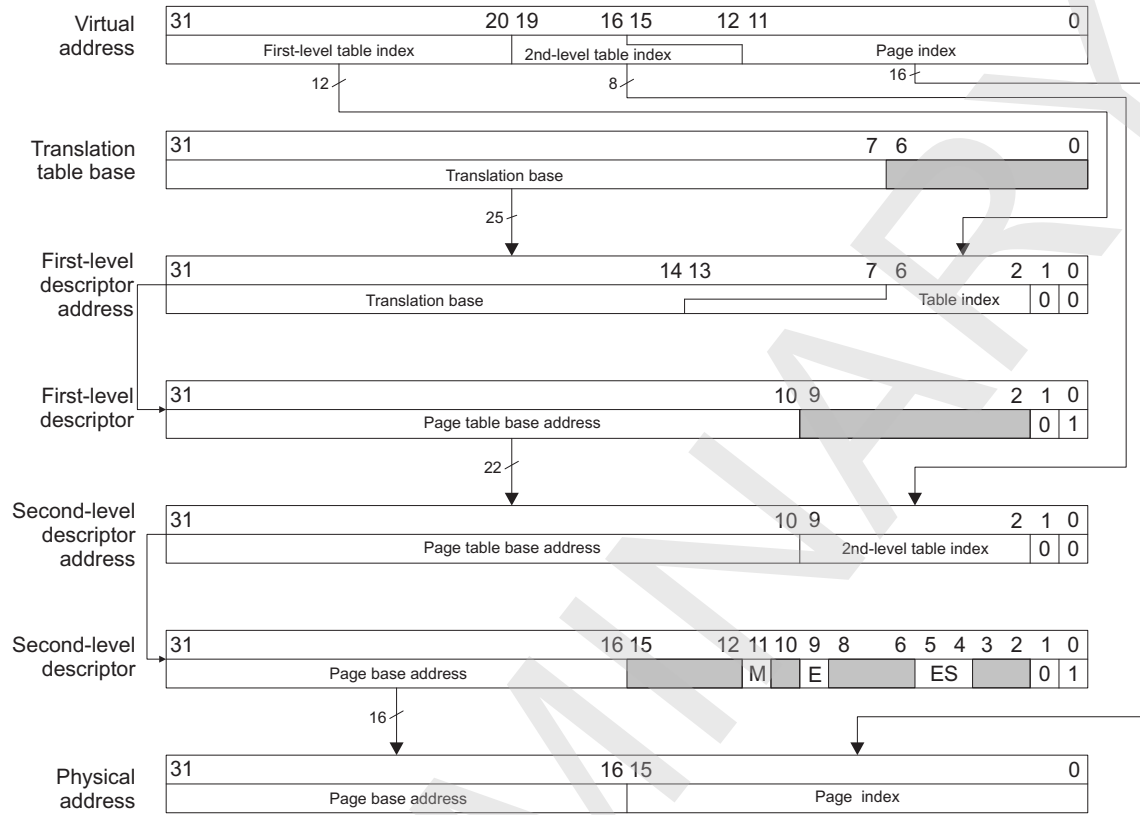 Virtual address
31 20 19 16 15 12 11 0
First-level table index 2nd-level table index Page index
12 8 16
Translation table base
31 7 6 0
Translation base
25
First-level descriptor address
31 14 13 7 6 2 1 0
Translation base Table index 0 0
First-level descriptor
31 10 9 2 1 0
Page table base address 0 1
22
Second-level descriptor address
31 10 9 2 1 0
Page table base address 2nd-level table index 0 0
Second-level descriptor
31 16 15 12 11 10 9 8 6 5 4 3 2 1 0
Page base address M E ES 0 1
16
Physical address
31 16 15 0
Page base address Page index
MINARY